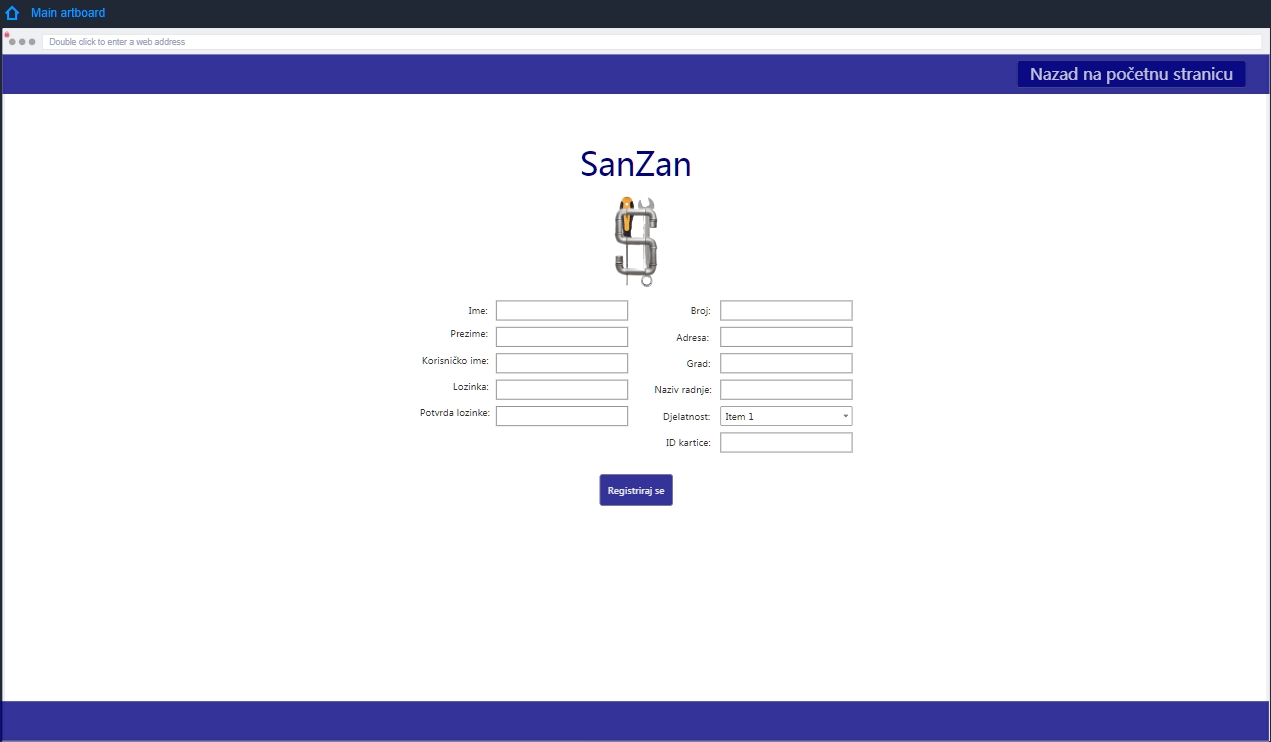 Main artboard
Double click to enter a web address
Nazad na početnu stranicu
SanZan
Ime:
Prezime:
Korisničko ime:
Lozinka:
Potvrda lozinke:
Broj:
Adresa:
Grad:
Naziv radnje:
Djelatnost: Item 1
ID kartice:
Registriraj se